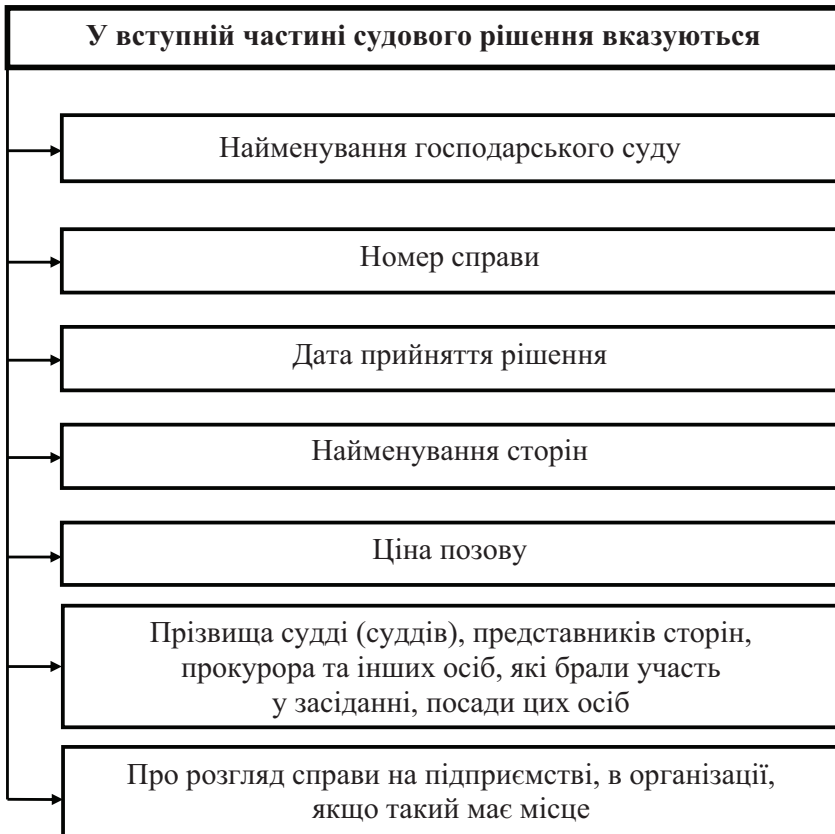 У вступній частині судового рішення вказуються
Найменування господарського суду
Номер справи
Дата прийняття рішення
Найменування сторін
Ціна позову
Прізвища судді (суддів), представників сторін,
прокурора та інших осіб, які брали участь
у засіданні, посади цих осіб
Про розгляд справи на підприємстві, в організації,
якщо такий має місце